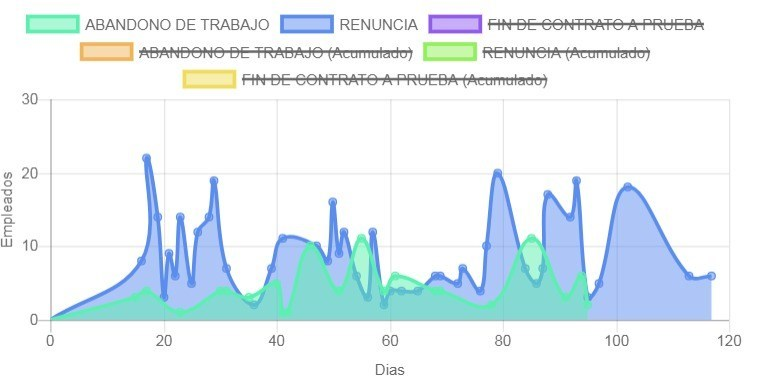 ABANDONO DE TRABAJO RENUNCIA FIN DE CONTRATO A PRUEBA
ABANDONO DE TRABAJO (Acumulado) RENUNCIA (Acumulado)
FIN DE CONTRATO A PRUEBA (Acumulado)
30
20
10
0
Empleados
0 20 40 60 80 100 120
Dias